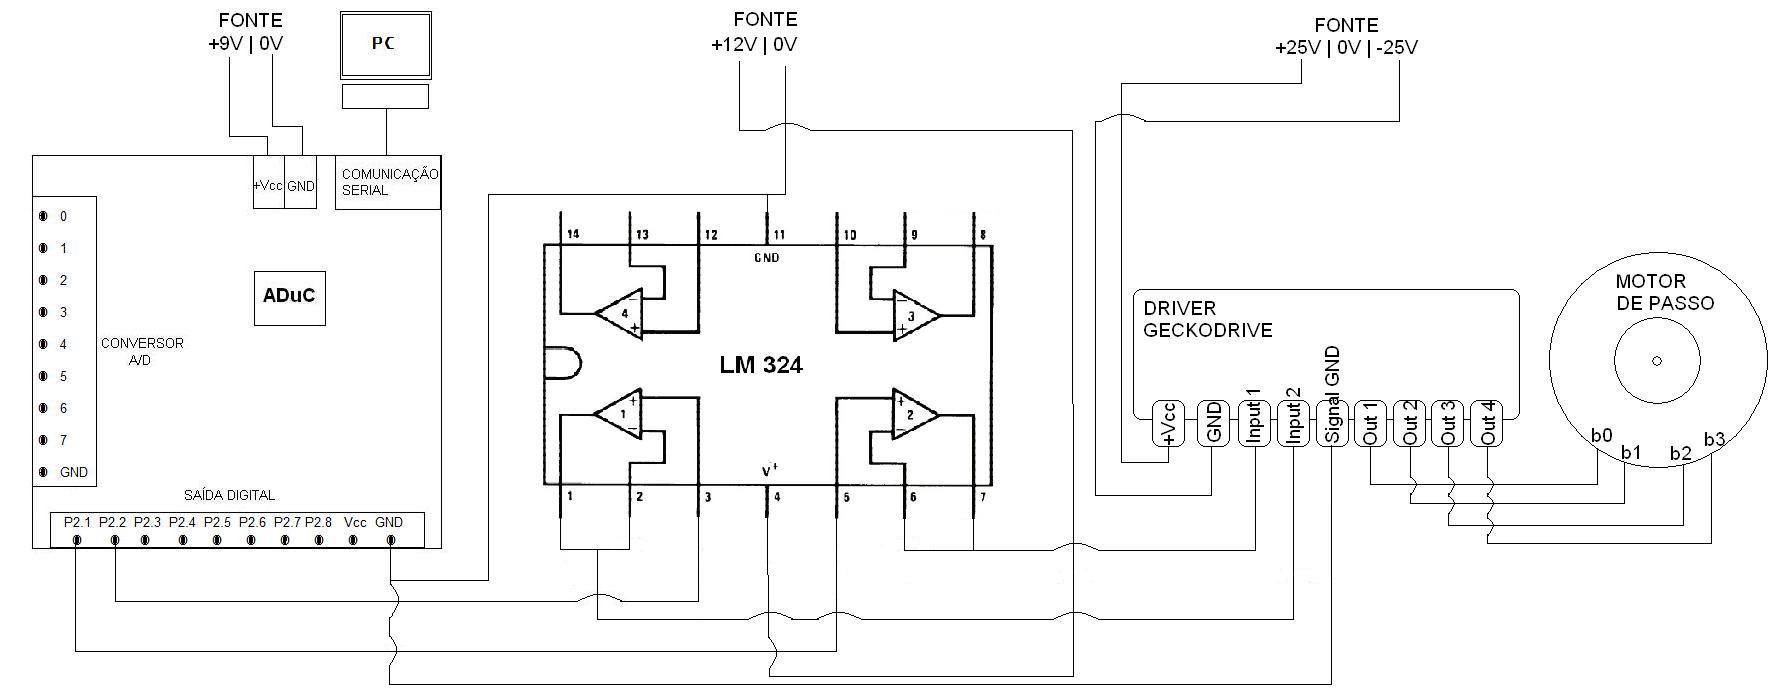 FONTE
+9V | 0V
PC
FONTE
+12V | 0V
FONTE
+25V | 0V | -25V
+Vcc
GND
COMUNICAÇÃO
SERIAL
0
1
2
3
4
5
6
7
GND
ADuC
CONVERSOR
A/D
SAÍDA DIGITAL
P2.1 P2.2 P2.3 P2.4 P2.5 P2.6 P2.7 P2.8 Vcc GND
14 13 12 11 10 9 8
GND
4
3
LM 324
1
2
V+
1 2 3 4 5 6 7
DRIVER
GECKODRIVE
+Vcc
GND
Input 1
Input 2
Signal GND
Out 1
Out 2
Out 3
Out 4
MOTOR
DE PASSO
b0
b1
b2
b3